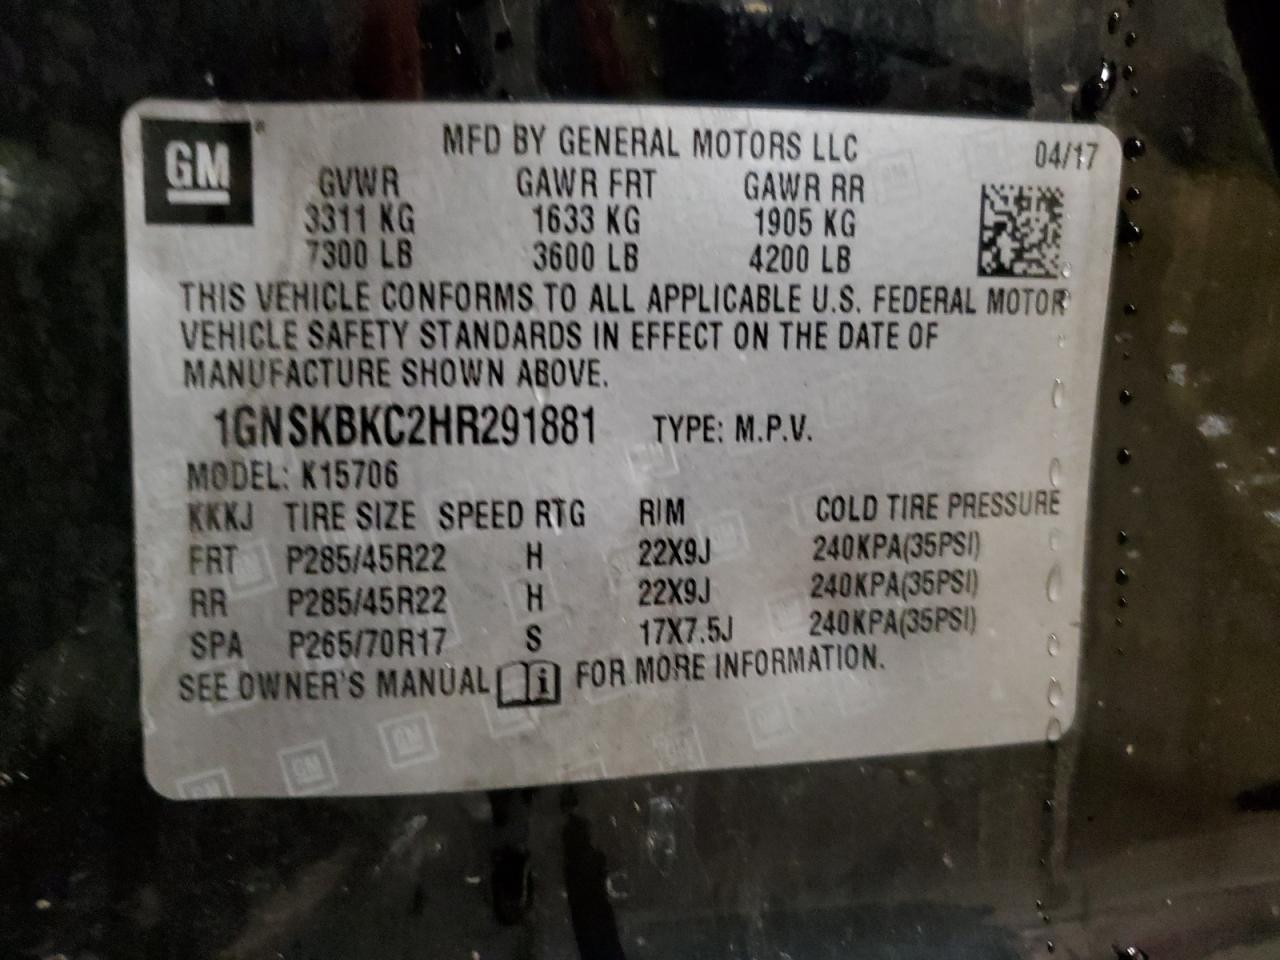 GM
MFD BY GENERAL MOTORS LLC 04/17
GVWR GAWR FRT GAWR RR
3311 KG 1633 KG 1905 KG
7300 LB 3600 LB 4200 LB
THIS VEHICLE CONFORMS TO ALL APPLICABLE U.S. FEDERAL MOTOR
VEHICLE SAFETY STANDARDS IN EFFECT ON THE DATE OF
MANUFACTURE SHOWN ABOVE.
1GNSKBKC2HR291881 TYPE: M.P.V.
MODEL: K15706
KKKJ TIRE SIZE SPEED RTG RIM COLD TIRE PRESSURE
FRT P285/45R22 H 22X9J 240KPA(35PSI)
RR P285/45R22 H 22X9J 240KPA(35PSI)
SPA P265/70R17 S 17X7.5J 240KPA(35PSI)
SEE OWNER'S MANUAL i FOR MORE INFORMATION.